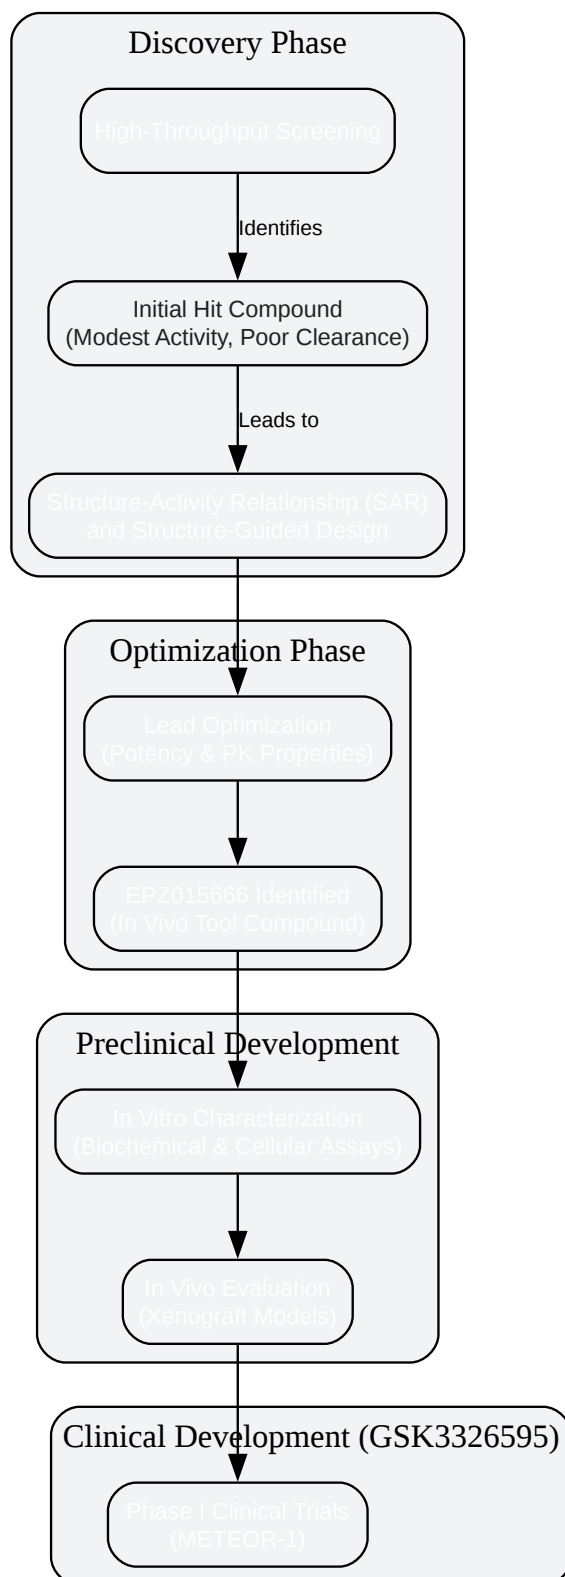 Discovery Phase
High-Throughput Screening
Identifies
Initial Hit Compound
(Modest Activity, Poor Clearance)
Leads to
Structure-Activity Relationship (SAR)
and Structure-Guided Design
Optimization Phase
Lead Optimization
(Potency & PK Properties)
EPZ015666 Identified
(In Vivo Tool Compound)
Preclinical Development
In Vitro Characterization
(Biochemical & Cellular Assays)
In Vivo Evaluation
(Xenograft Models)
Clinical Development (GSK3326595)
Phase I Clinical Trials
(METEOR-1)